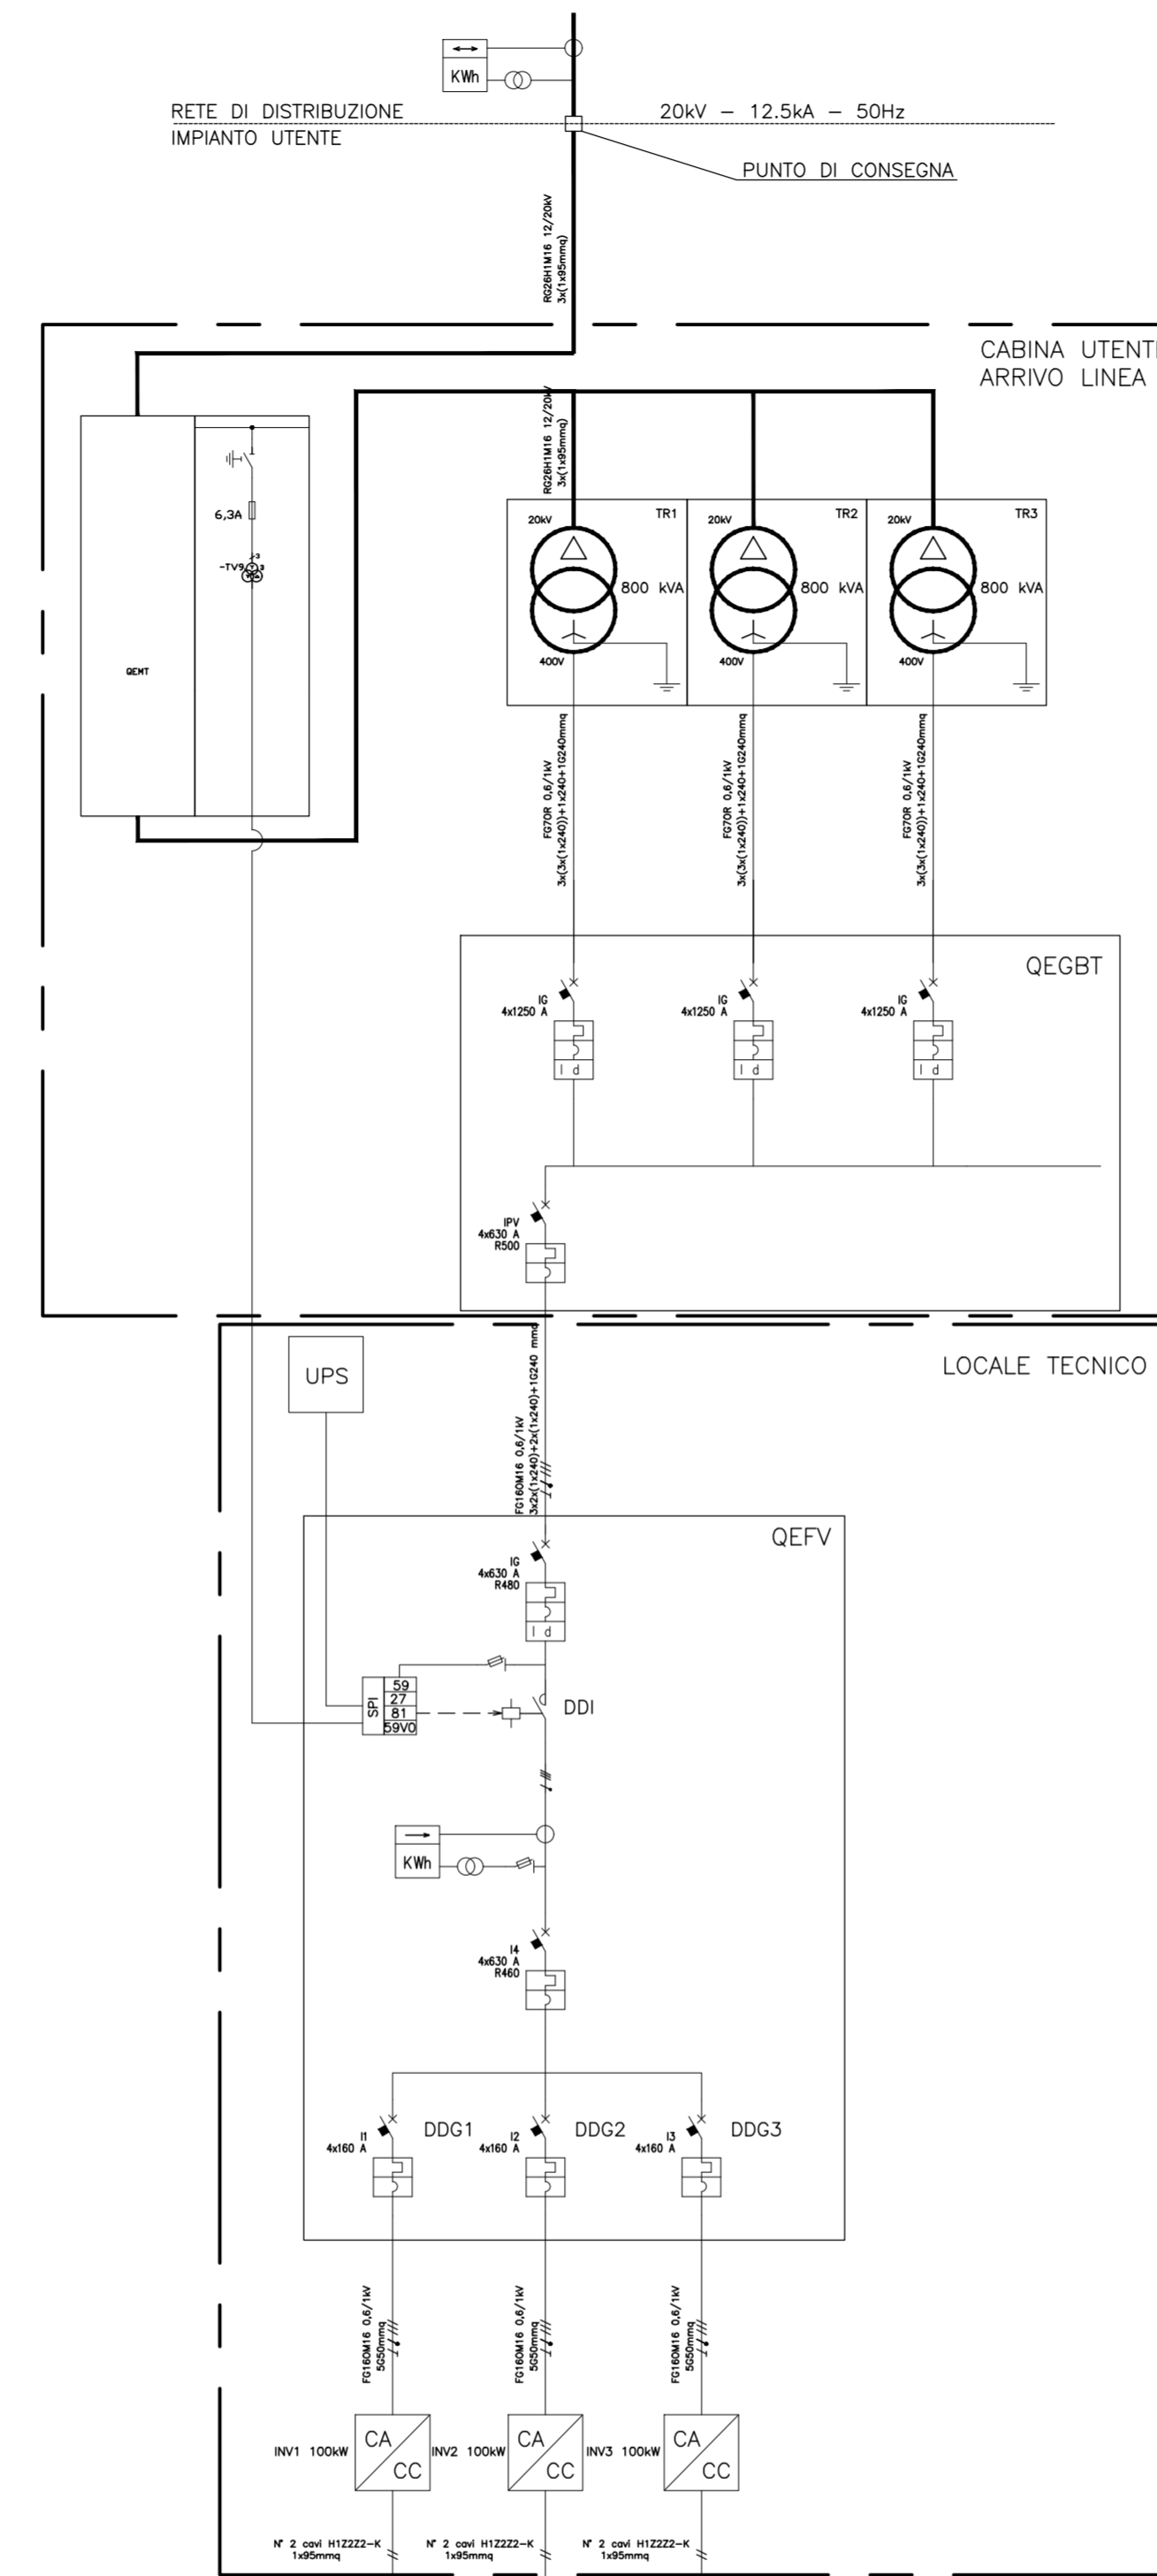 KWh
RETE DI DISTRIBUZIONE
20kV – 12.5kA – 50Hz
IMPIANTO UTENTE
PUNTO DI CONSEGNA
RG26H1M16 12/20kV
3x(1x95mmq)
CABINA UTENTE
ARRIVO LINEA
RG26H1M16 12/20kV
3x(1x95mmq)
6,3A
-TV9
3
3
QEMT
20kV
TR1
800 kVA
400V
20kV
TR2
800 kVA
400V
20kV
TR3
800 kVA
400V
FG7OR 0,6/1kV
3x(3x(1x240))+1x240+1G240mmq
FG7OR 0,6/1kV
3x(3x(1x240))+1x240+1G240mmq
FG7OR 0,6/1kV
3x(3x(1x240))+1x240+1G240mmq
QEGBT
IG
4x1250 A
I d
IG
4x1250 A
I d
IG
4x1250 A
I d
IPV
4x630 A
R500
LOCALE TECNICO
UPS
FG16OM16 0,6/1kV
3x2x(1x240)+2x(1x240)+1G240 mmq
QEFV
IG
4x630 A
R480
I d
SPI
59
27
81
59V0
DDI
KWh
I4
4x630 A
R460
I1
4x160 A
DDG1
I2
4x160 A
DDG2
I3
4x160 A
DDG3
FG16OM16 0,6/1kV
5G50mmq
FG16OM16 0,6/1kV
5G50mmq
FG16OM16 0,6/1kV
5G50mmq
INV1 100kW
CA
CC
INV2 100kW
CA
CC
INV3 100kW
CA
CC
N° 2 cavi H1Z2Z2-K
1x95mmq
N° 2 cavi H1Z2Z2-K
1x95mmq
N° 2 cavi H1Z2Z2-K
1x95mmq